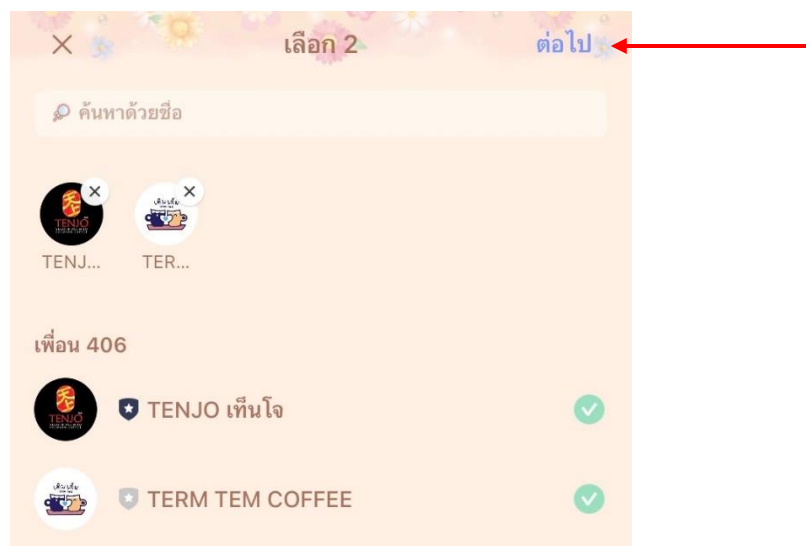 เลือก 2
ต่อไป
ค้นหาด้วยชื่อ
TENJ... TER...
เพื่อน 406
TENJO เท็นโจ
TERM TEM COFFEE